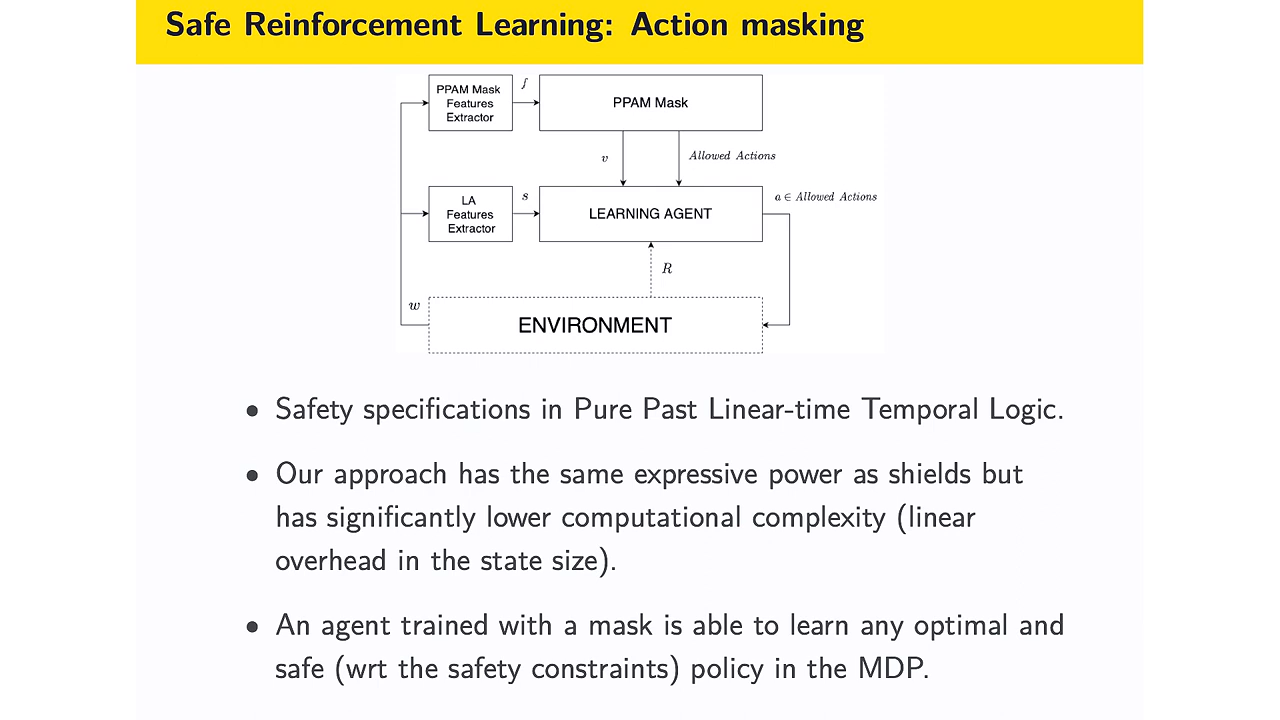 Safe Reinforcement Learning: Action masking
PPAM Mask
Features
Extractor
f
PPAM Mask
v
Allowed Actions
LA
Features
Extractor
s
LEARNING AGENT
a ∈ Allowed Actions
R
w
ENVIRONMENT
• Safety specifications in Pure Past Linear-time Temporal Logic.
• Our approach has the same expressive power as shields but
has significantly lower computational complexity (linear
overhead in the state size).
• An agent trained with a mask is able to learn any optimal and
safe (wrt the safety constraints) policy in the MDP.